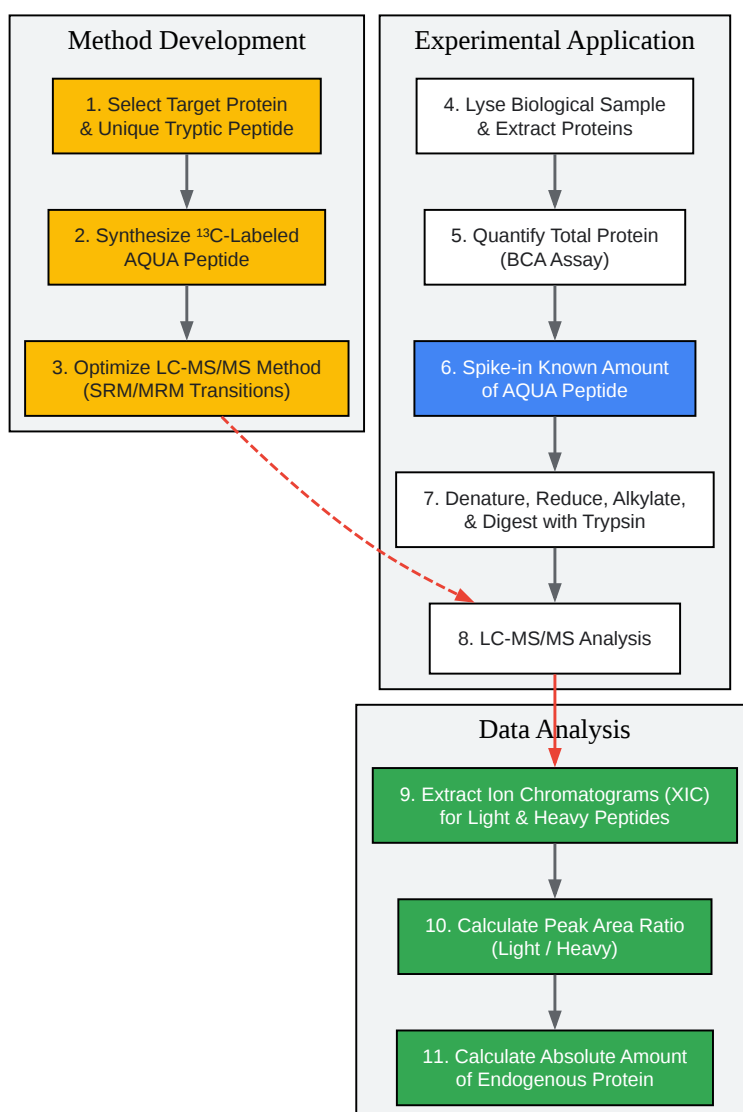 Method Development
1. Select Target Protein
& Unique Tryptic Peptide
2. Synthesize ¹³C-Labeled
AQUA Peptide
3. Optimize LC-MS/MS Method
(SRM/MRM Transitions)
Experimental Application
4. Lyse Biological Sample
& Extract Proteins
5. Quantify Total Protein
(BCA Assay)
6. Spike-in Known Amount
of AQUA Peptide
7. Denature, Reduce, Alkylate,
& Digest with Trypsin
8. LC-MS/MS Analysis
Data Analysis
9. Extract Ion Chromatograms (XIC)
for Light & Heavy Peptides
10. Calculate Peak Area Ratio
(Light / Heavy)
11. Calculate Absolute Amount
of Endogenous Protein